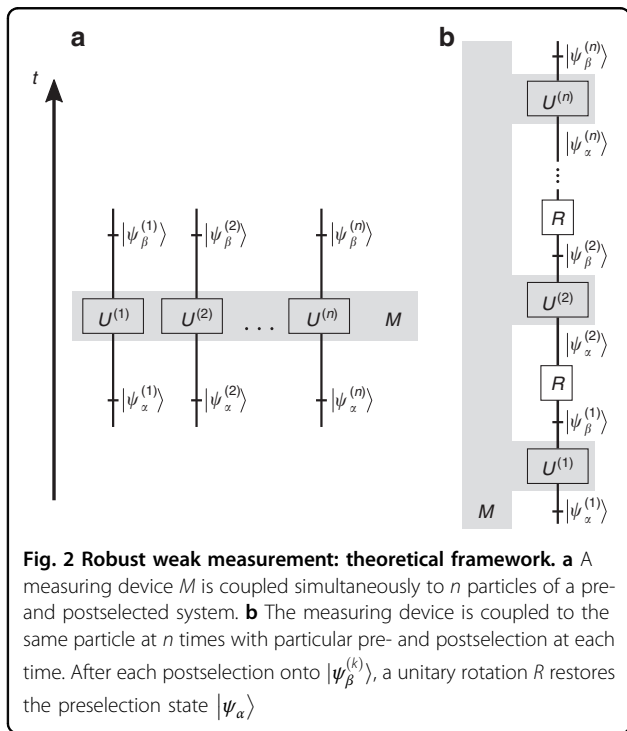 a
b
t
|ψ_β^(1)⟩ |ψ_β^(2)⟩ |ψ_β^(n)⟩
U^(1) U^(2) . . . U^(n) M
|ψ_α^(1)⟩ |ψ_α^(2)⟩ |ψ_α^(n)⟩
|ψ_β^(n)⟩
U^(n)
|ψ_α^(n)⟩
⋮
R
|ψ_β^(2)⟩
U^(2)
|ψ_α^(2)⟩
R
|ψ_β^(1)⟩
U^(1)
M |ψ_α^(1)⟩
Fig. 2 Robust weak measurement: theoretical framework. a A
measuring device M is coupled simultaneously to n particles of a pre-
and postselected system. b The measuring device is coupled to the
same particle at n times with particular pre- and postselection at each
time. After each postselection onto |ψ_β^(k)⟩, a unitary rotation R restores
the preselection state |ψ_α⟩